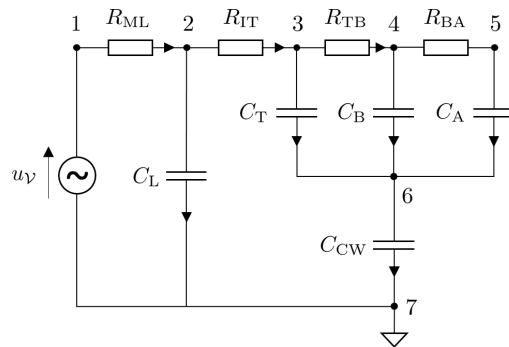 R_ML R_IT R_TB R_BA
1 2 3 4 5
C_T C_B C_A
u_𝒱 C_L
6
C_CW
7